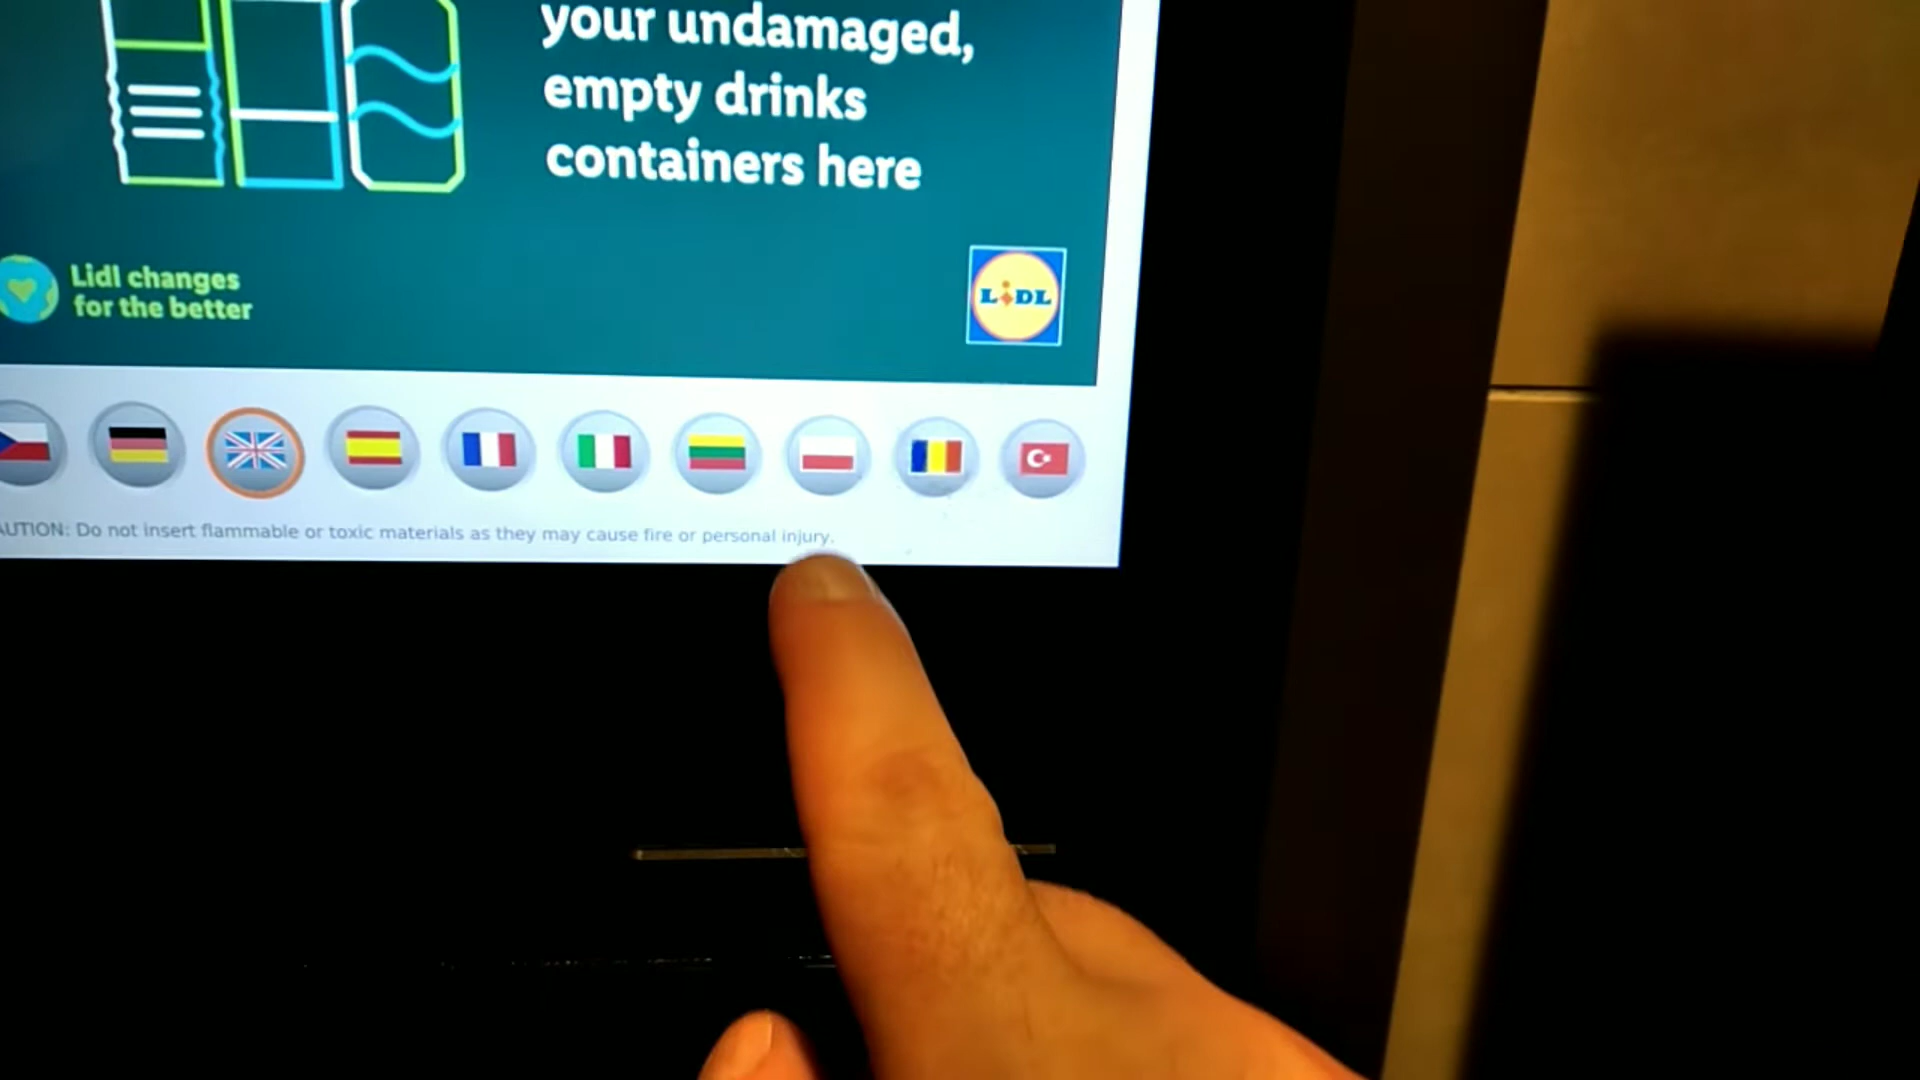 your undamaged,
empty drinks
containers here
Lidl changes
for the better
LIDL
AUTION: Do not insert flammable or toxic materials as they may cause fire or personal injury.